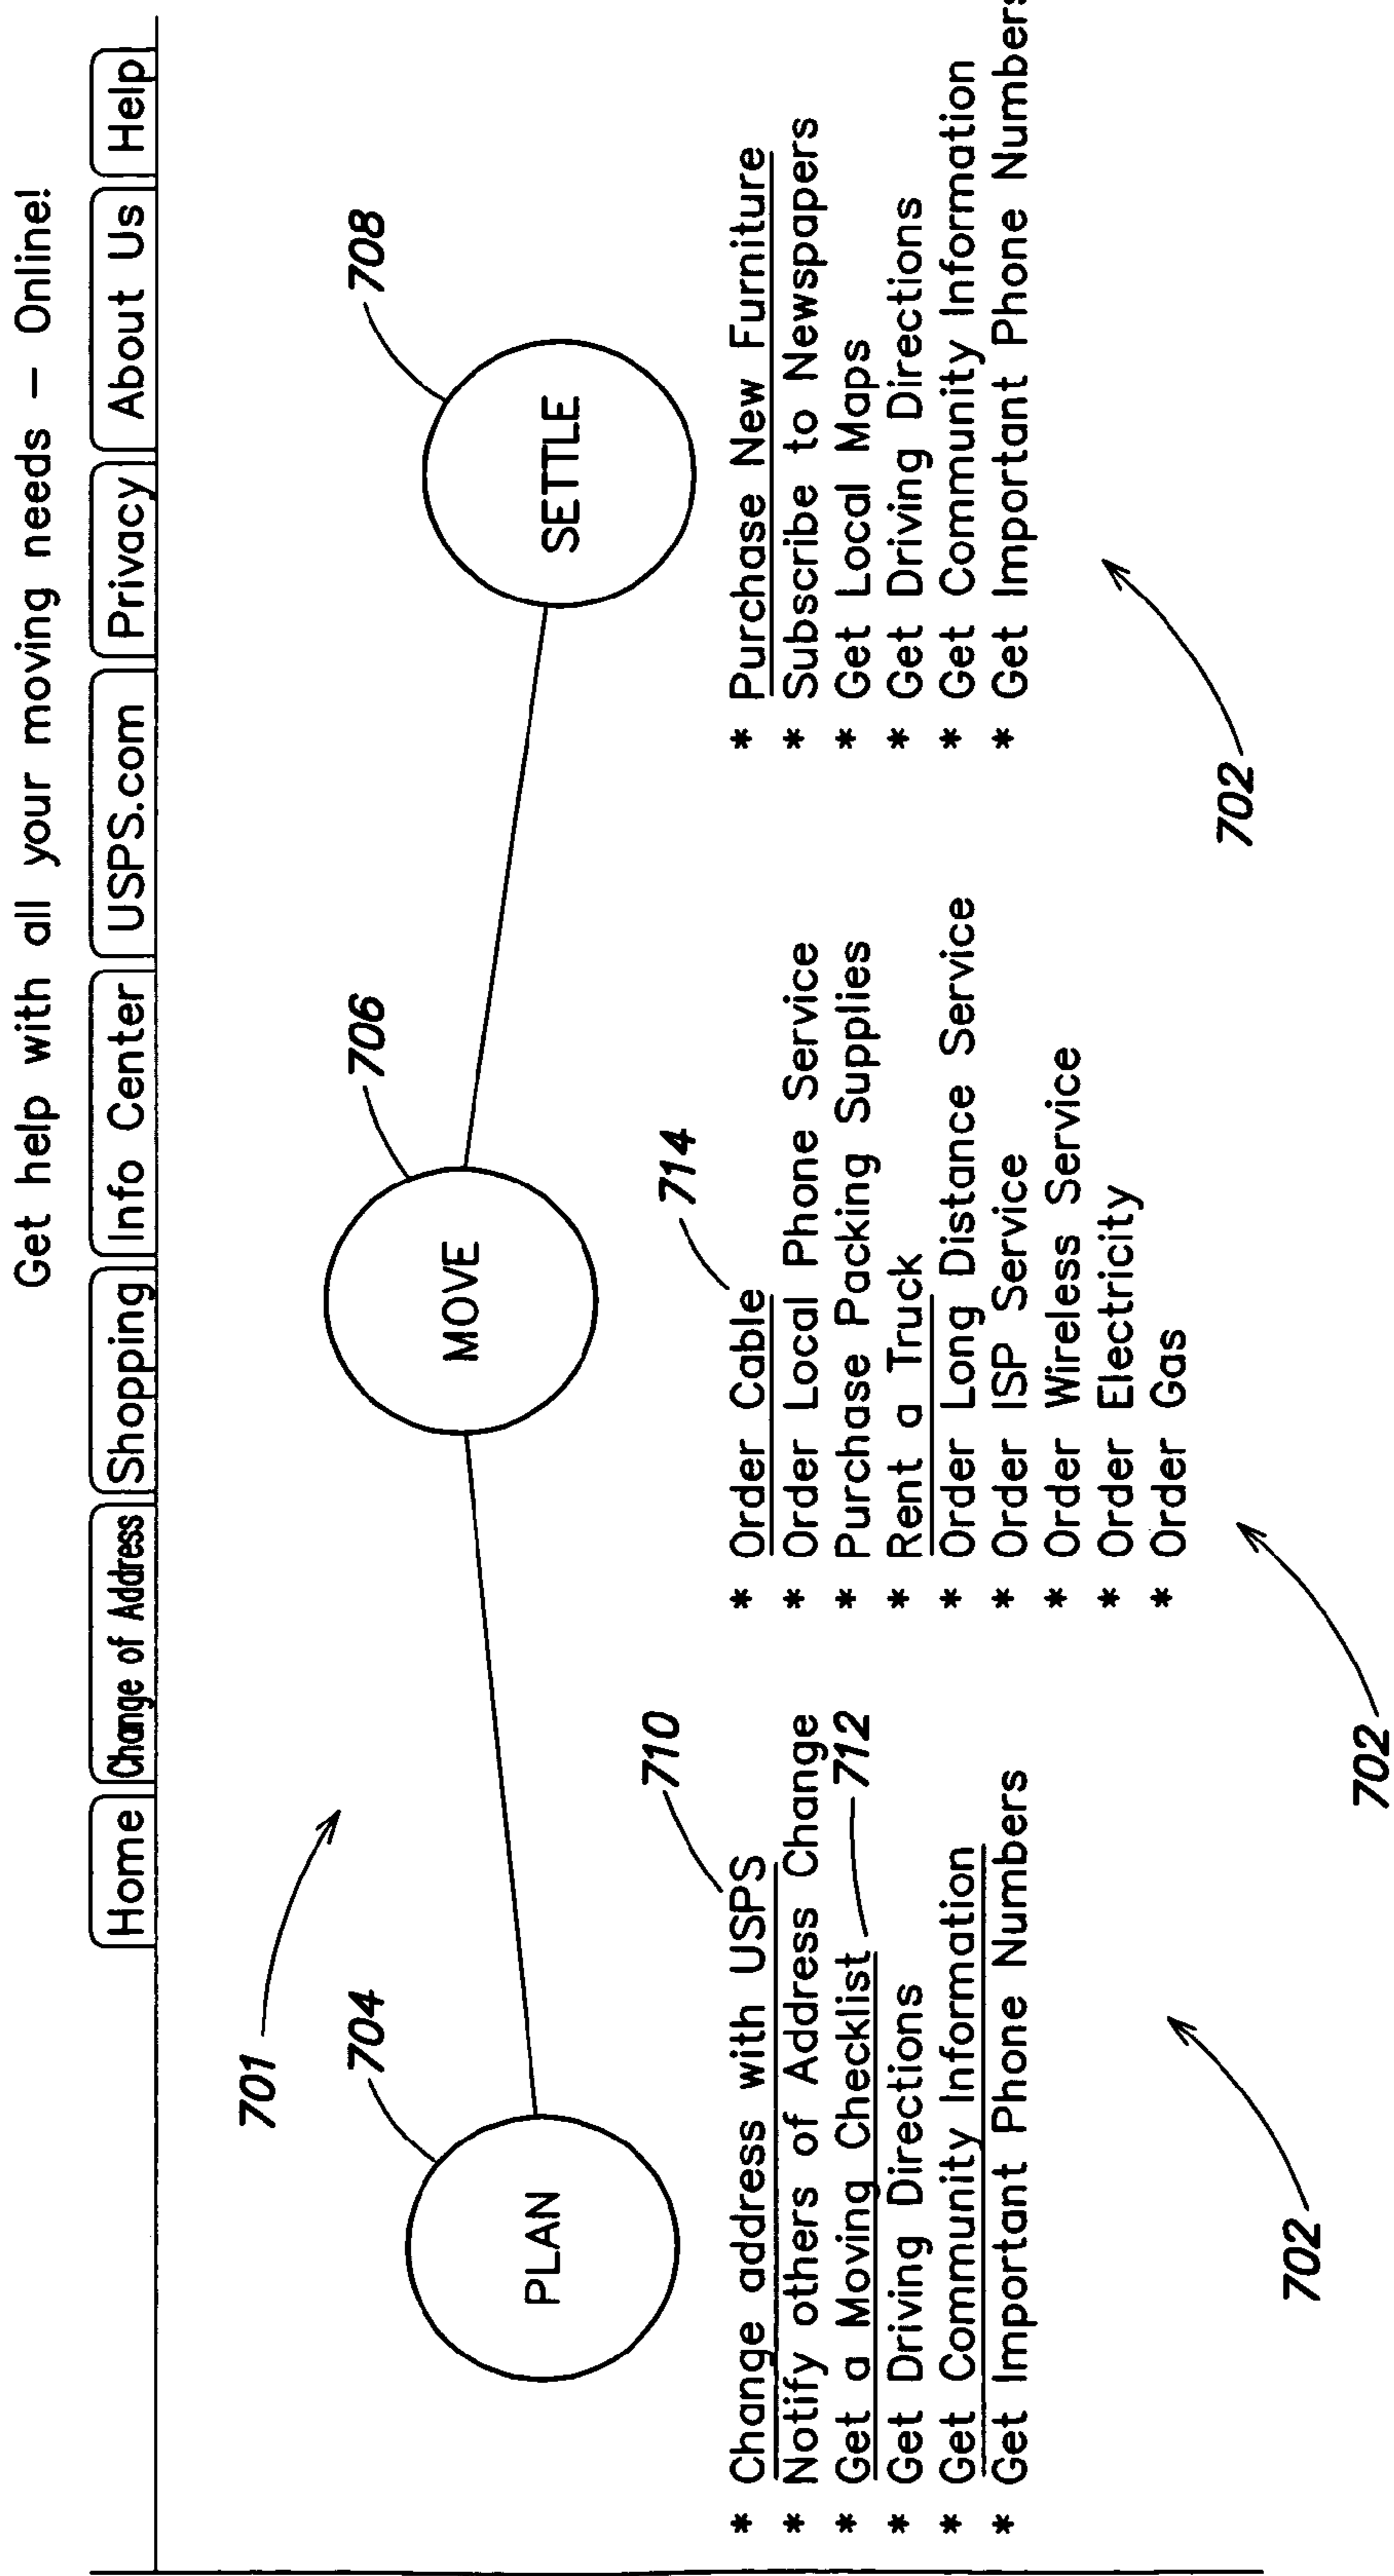 Get help with all your moving needs — Online!
Home Change of Address Shopping Info Center USPS.com Privacy About Us Help
701
704
706
708
PLAN
MOVE
SETTLE
710
* Change address with USPS
* Notify others of Address Change
* Get a Moving Checklist 712
* Get Driving Directions
* Get Community Information
* Get Important Phone Numbers
702
714
* Order Cable
* Order Local Phone Service
* Purchase Packing Supplies
* Rent a Truck
* Order Long Distance Service
* Order ISP Service
* Order Wireless Service
* Order Electricity
* Order Gas
702
* Purchase New Furniture
* Subscribe to Newspapers
* Get Local Maps
* Get Driving Directions
* Get Community Information
* Get Important Phone Numbers
702